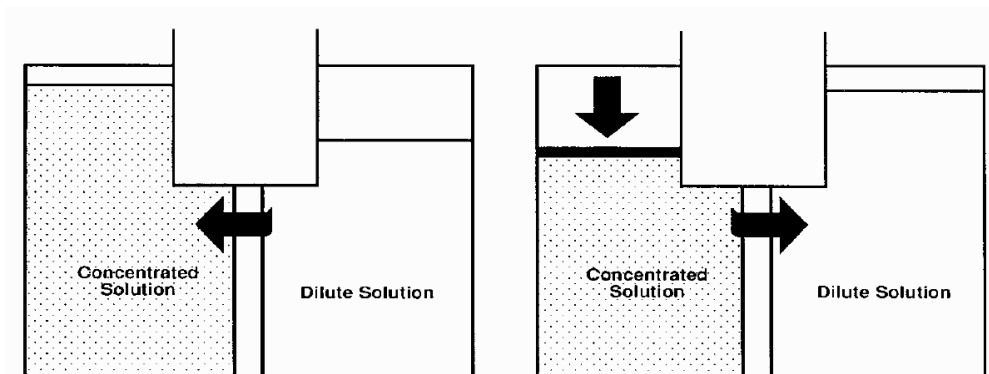 Concentrated
Solution
Dilute Solution
Concentrated
Solution
Dilute Solution